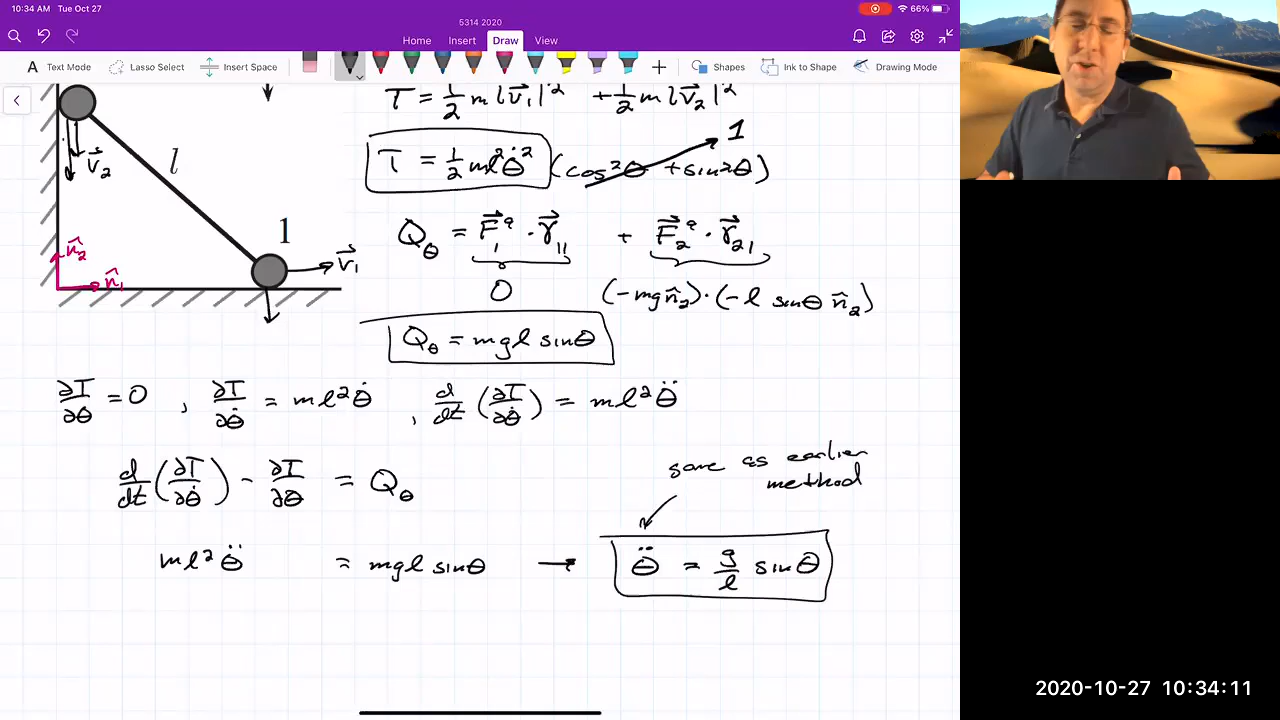 10:34 AM Tue Oct 27
66%
5314 2020
Home Insert Draw View
Text Mode Lasso Select Insert Space Shapes Ink to Shape Drawing Mode
T = 1/2 m |v⃗₁|² + 1/2 m |v⃗₂|²
T = 1/2 ml²θ̇² (cos²θ + sin²θ) 1
v⃗₂
l
1
v⃗₁
n̂₂
n̂₁
Q_θ = F⃗₁ᵃ · γ⃗₁₁ + F⃗₂ᵃ · γ⃗₂₁
0 (-mg n̂₂) · (-l sinθ n̂₂)
Q_θ = mgl sinθ
∂T/∂θ = 0 , ∂T/∂θ̇ = ml²θ̇ , d/dt (∂T/∂θ̇) = ml²θ̈
d/dt (∂T/∂θ̇) - ∂T/∂θ = Q_θ
same as earlier
method
ml²θ̈ = mgl sinθ → θ̈ = g/l sinθ
2020-10-27 10:34:11